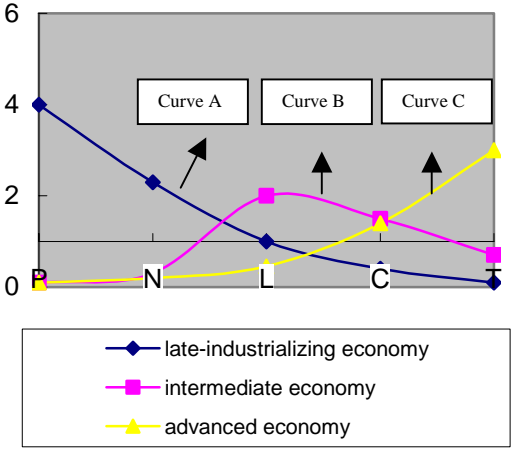 6
Curve A Curve B Curve C
4
2
0
P N L C T
late-industrializing economy
intermediate economy
advanced economy